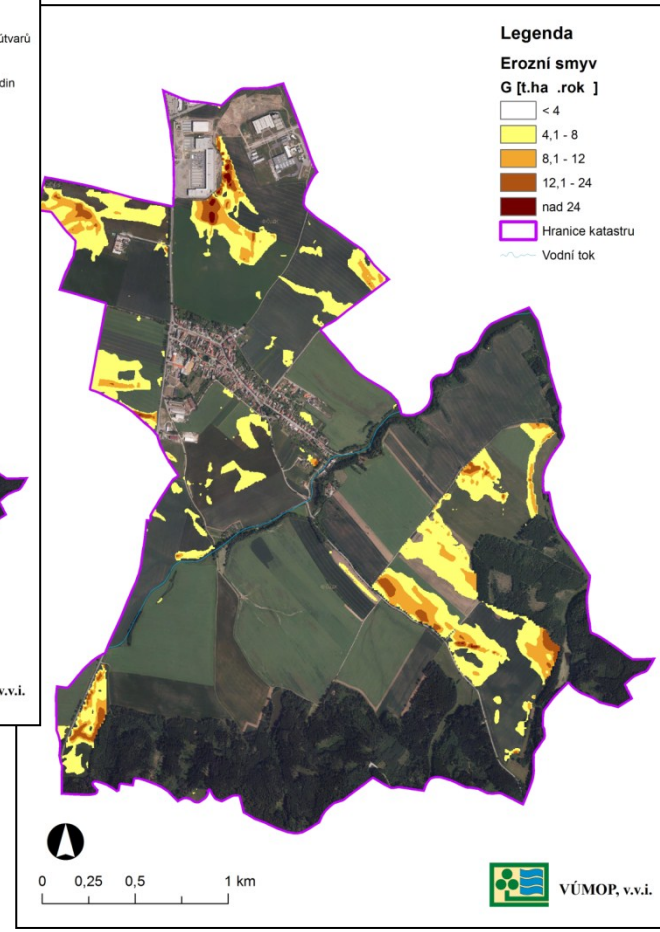 útvarů
din
v.v.i.
Legenda
Erozní smyv
G [t.ha .rok ]
< 4
4,1 - 8
8,1 - 12
12,1 - 24
nad 24
Hranice katastru
Vodní tok
0 0,25 0,5 1 km
VÚMOP, v.v.i.